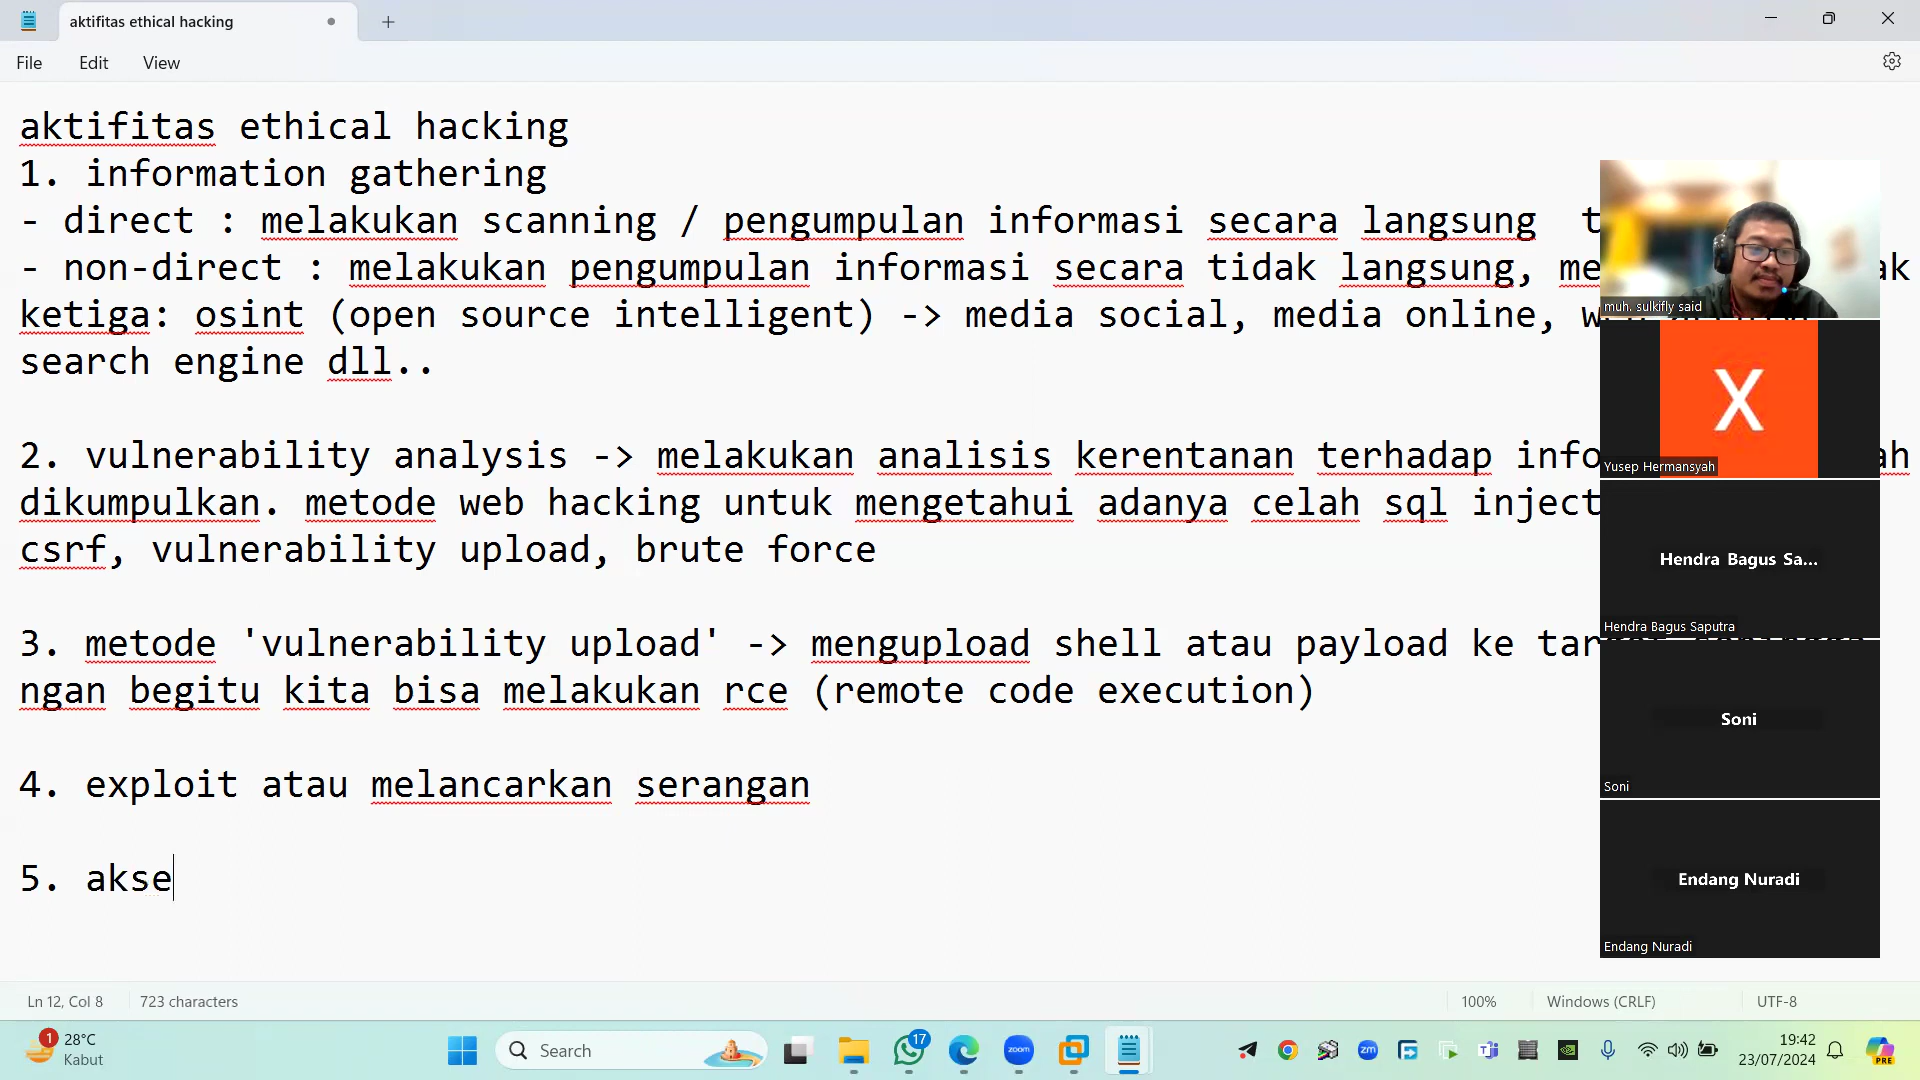 aktifitas ethical hacking
File Edit View
aktifitas ethical hacking
1. information gathering
- direct : melakukan scanning / pengumpulan informasi secara langsung
- non-direct : melakukan pengumpulan informasi secara tidak langsung,
ketiga: osint (open source intelligent) -> media social, media online,
search engine dll..
2. vulnerability analysis -> melakukan analisis kerentanan terhadap
dikumpulkan. metode web hacking untuk mengetahui adanya celah sql
csrf, vulnerability upload, brute force
3. metode 'vulnerability upload' -> mengupload shell atau payload ke
ngan begitu kita bisa melakukan rce (remote code execution)
4. exploit atau melancarkan serangan
5. akse
muh. sulkifly said
X
Yusep Hermansyah
Hendra Bagus Sa...
Hendra Bagus Saputra
Soni
Soni
Endang Nuradi
Endang Nuradi
Ln 12, Col 8 723 characters 100% Windows (CRLF) UTF-8
1 28°C
Kabut
Search
17
zoom
zm
19:42
23/07/2024
PRE